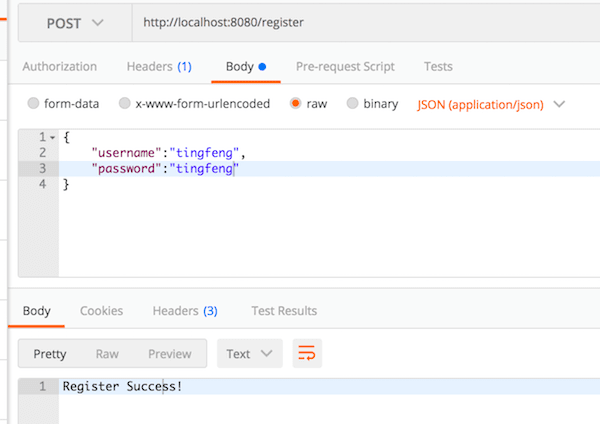 POST http://localhost:8080/register
Authorization Headers (1) Body Pre-request Script Tests
form-data x-www-form-urlencoded raw binary JSON (application/json)
1 {
2 "username":"tingfeng",
3 "password":"tingfeng"
4 }
Body Cookies Headers (3) Test Results
Pretty Raw Preview Text
1 Register Success!